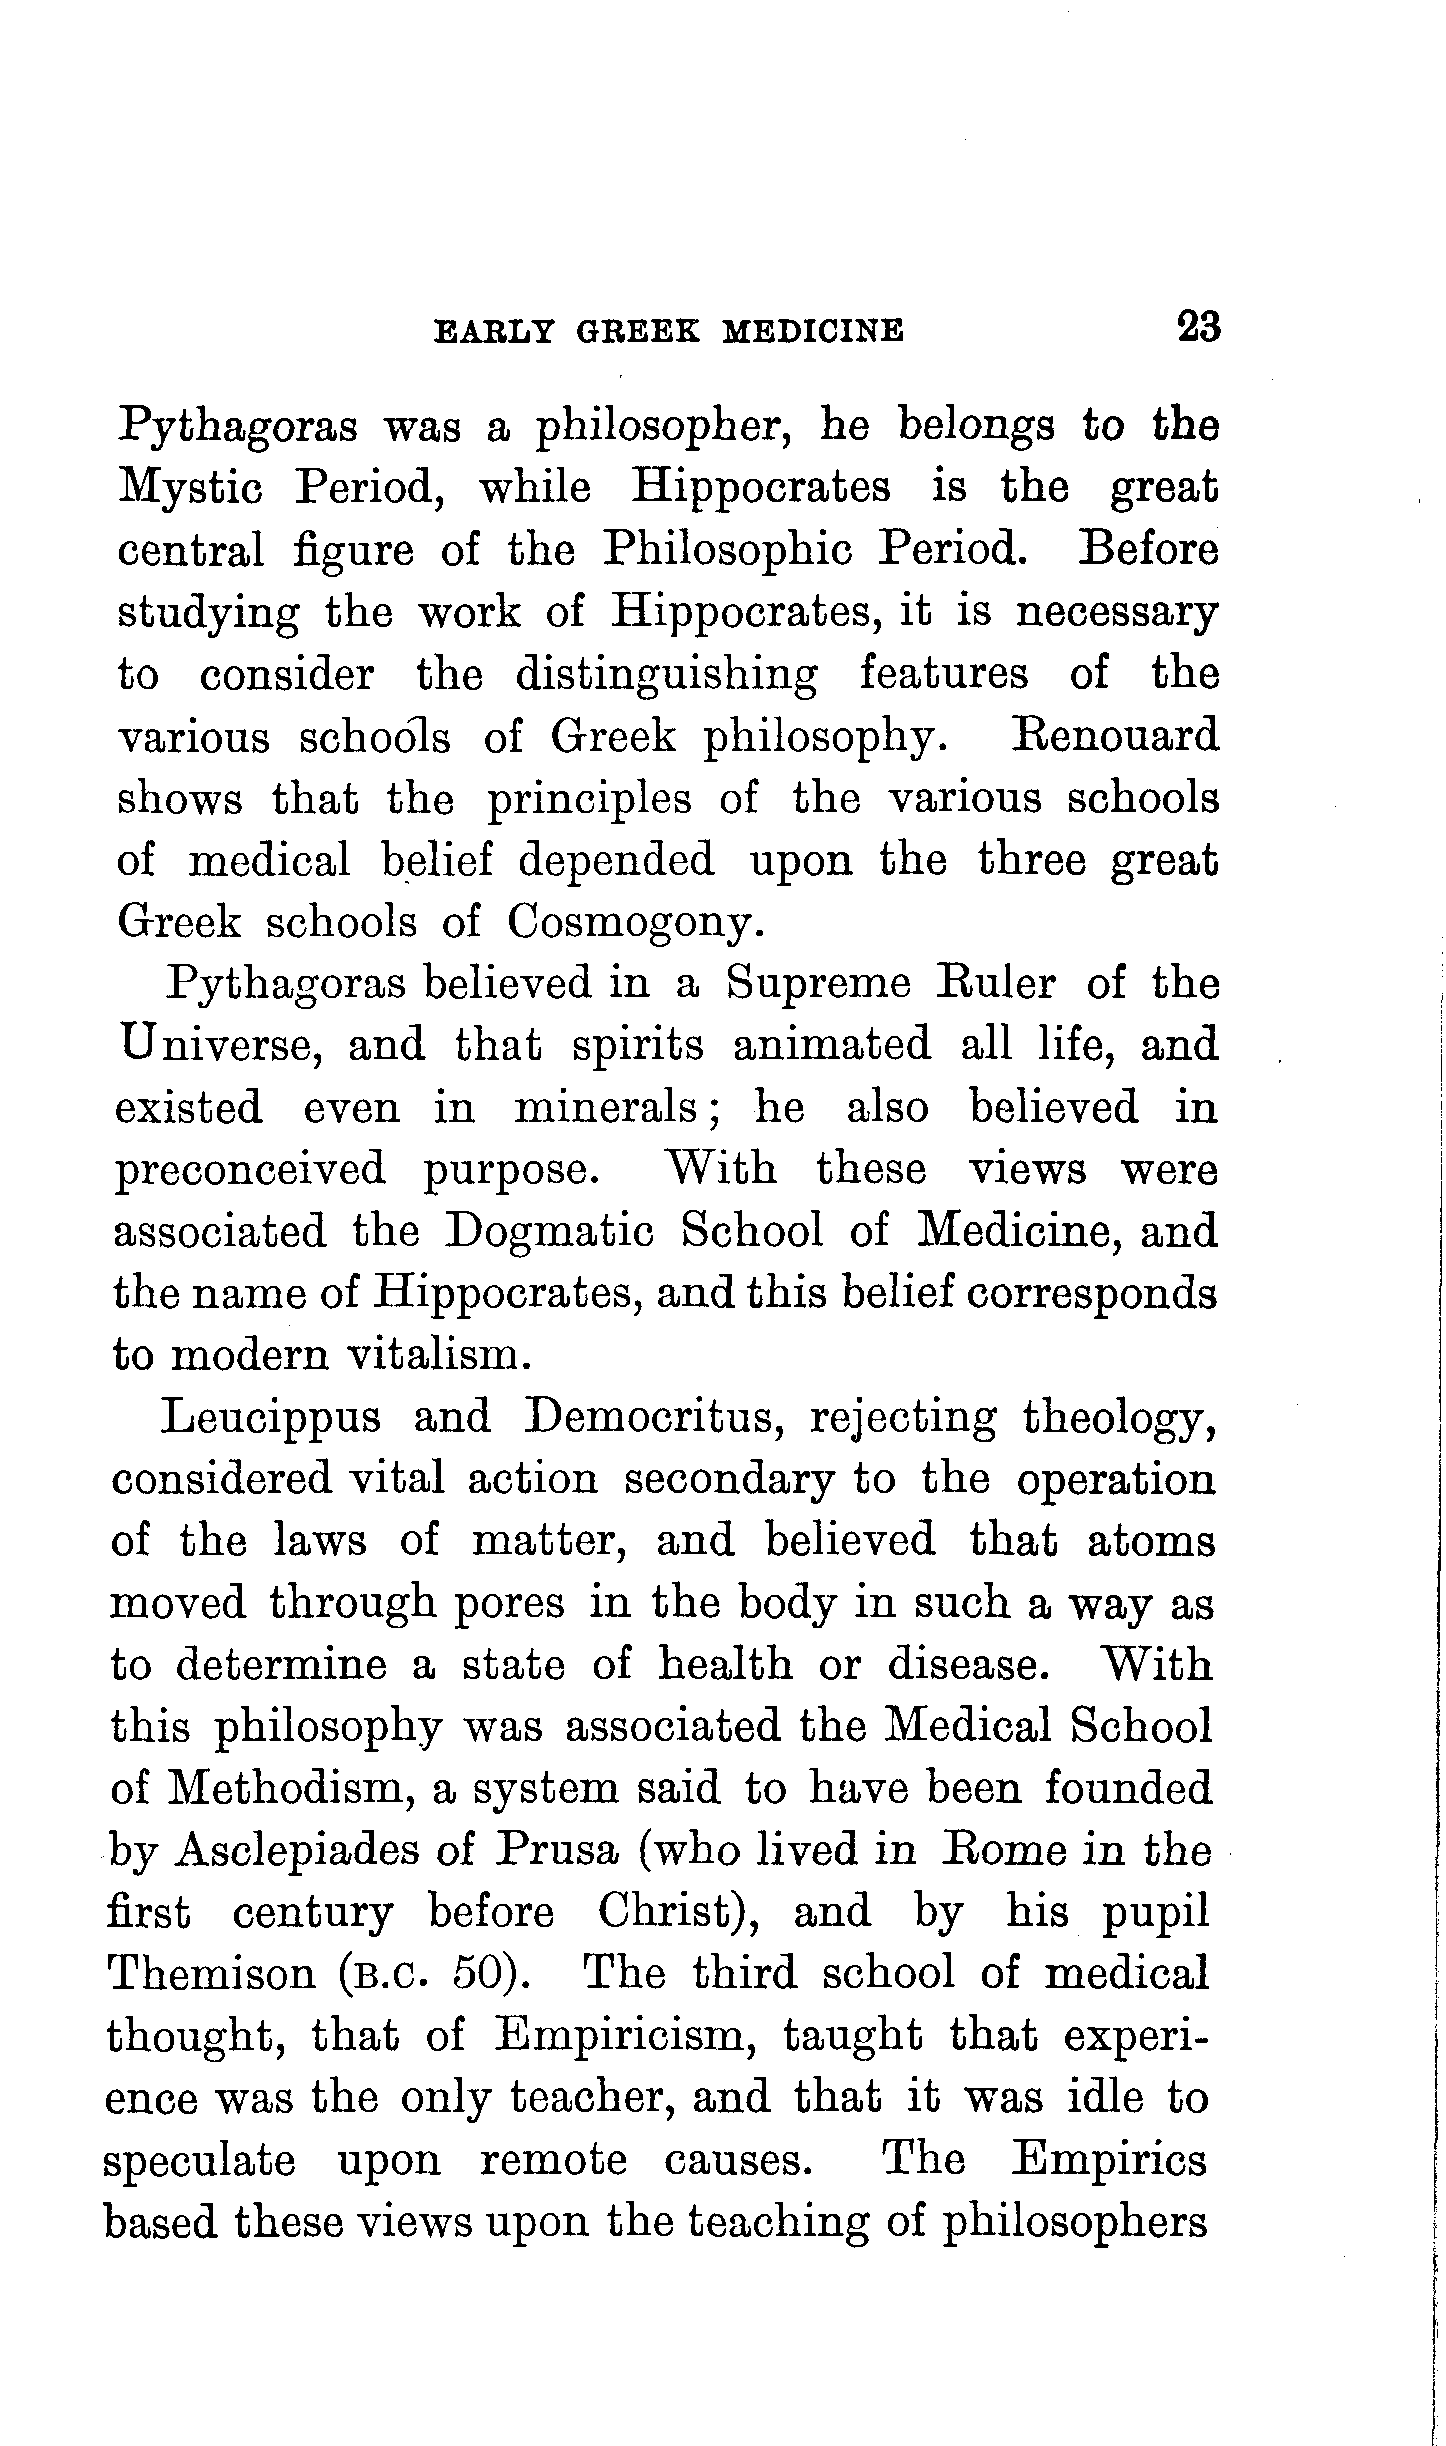 EARLY GREEK MEDICINE 23
Pythagoras was a philosopher, he belongs to the
Mystic Period, while Hippocrates is the great
central figure of the Philosophic Period. Before
studying the work of Hippocrates, it is necessary
to consider the distinguishing features of the
various schools of Greek philosophy. Renouard
shows that the principles of the various schools
of medical belief depended upon the three great
Greek schools of Cosmogony.
Pythagoras believed in a Supreme Ruler of the
Universe, and that spirits animated all life, and
existed even in minerals; he also believed in
preconceived purpose. With these views were
associated the Dogmatic School of Medicine, and
the name of Hippocrates, and this belief corresponds
to modern vitalism.
Leucippus and Democritus, rejecting theology,
considered vital action secondary to the operation
of the laws of matter, and believed that atoms
moved through pores in the body in such a way as
to determine a state of health or disease. With
this philosophy was associated the Medical School
of Methodism, a system said to have been founded
by Asclepiades of Prusa (who lived in Rome in the
first century before Christ), and by his pupil
Themison (B.C. 50). The third school of medical
thought, that of Empiricism, taught that experi-
ence was the only teacher, and that it was idle to
speculate upon remote causes. The Empirics
based these views upon the teaching of philosophers